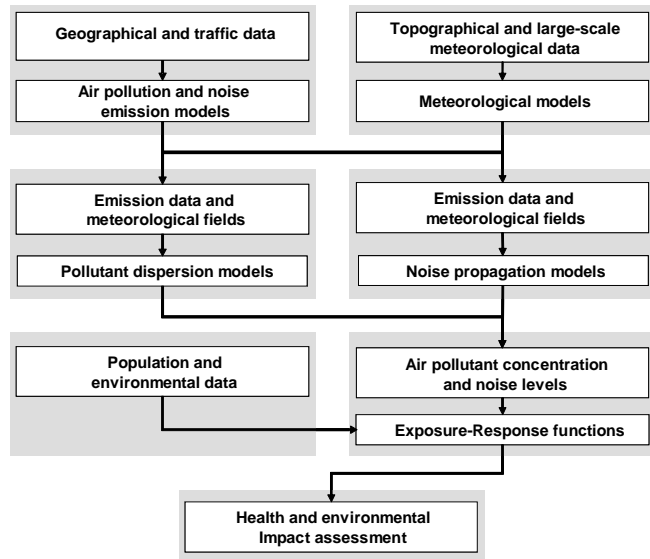 Geographical and traffic data
Air pollution and noise
emission models
Topographical and large-scale
meteorological data
Meteorological models
Emission data and
meteorological fields
Pollutant dispersion models
Emission data and
meteorological fields
Noise propagation models
Population and
environmental data
Air pollutant concentration
and noise levels
Exposure-Response functions
Health and environmental
Impact assessment